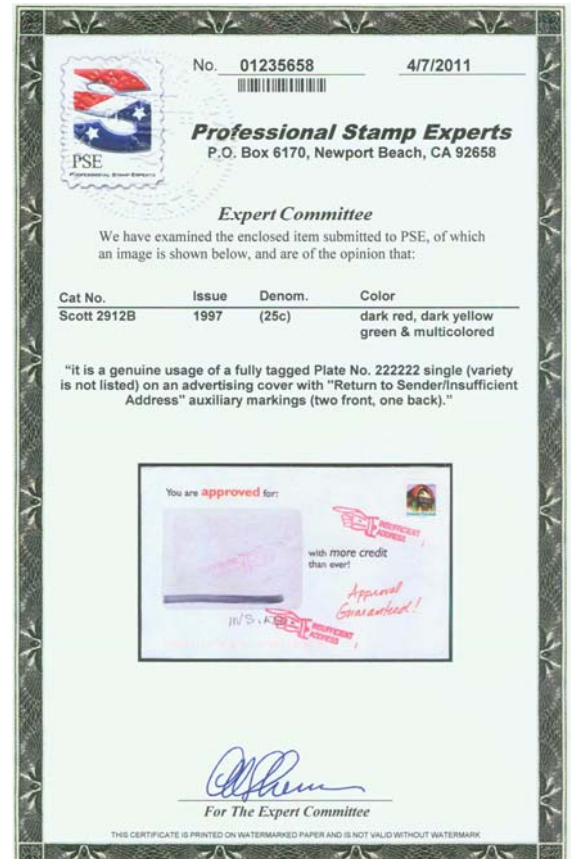 No. 01235658
4/7/2011
PSE
PROFESSIONAL STAMP EXPERTS
Professional Stamp Experts
P.O. Box 6170, Newport Beach, CA 92658
Expert Committee
We have examined the enclosed item submitted to PSE, of which
an image is shown below, and are of the opinion that:
Cat No. Issue Denom. Color
Scott 2912B 1997 (25c) dark red, dark yellow
green & multicolored
"it is a genuine usage of a fully tagged Plate No. 222222 single (variety
is not listed) on an advertising cover with "Return to Sender/Insufficient
Address" auxiliary markings (two front, one back)."
You are approved for:
INSUFFICIENT
ADDRESS
with more credit
than ever!
Approval
Guaranteed!
INSUFFICIENT
ADDRESS
For The Expert Committee
THIS CERTIFICATE IS PRINTED ON WATERMARKED PAPER AND IS NOT VALID WITHOUT WATERMARK